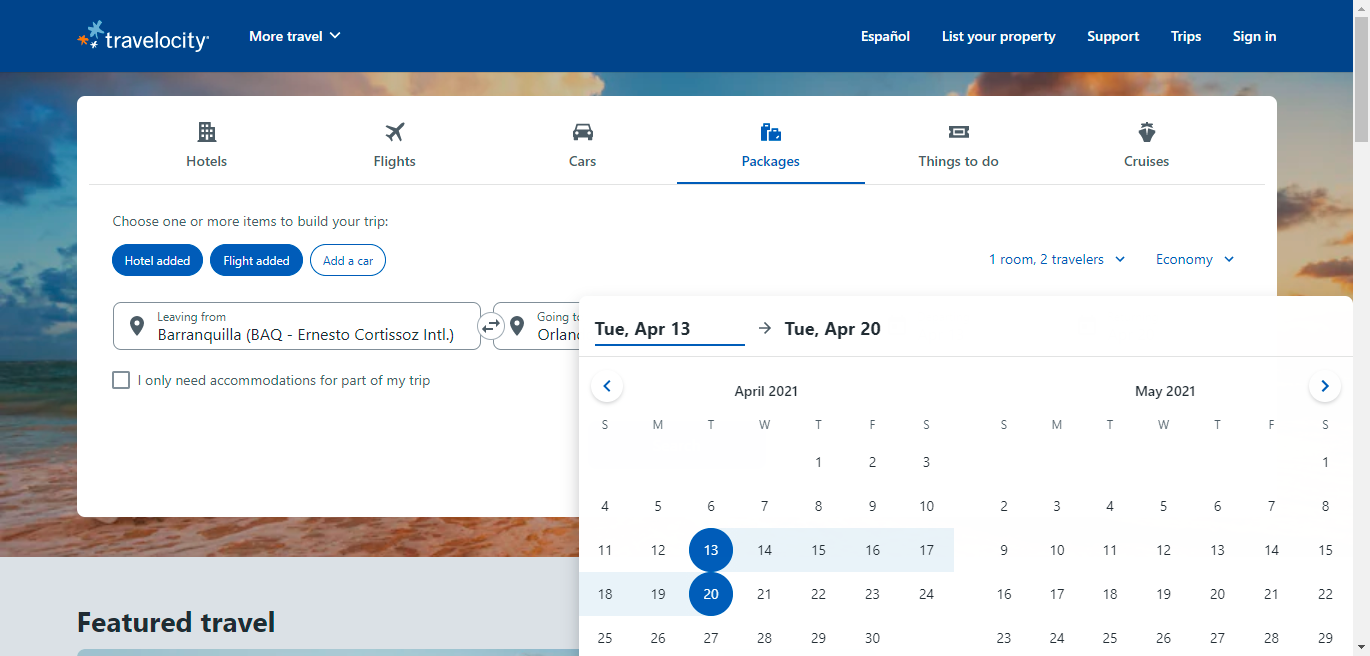 travelocity More travel Español List your property Support Trips Sign in
Hotels Flights Cars Packages Things to do Cruises
Choose one or more items to build your trip:
Hotel added Flight added Add a car 1 room, 2 travelers Economy
Leaving from
Barranquilla (BAQ - Ernesto Cortissoz Intl.)
Going to
I only need accommodations for part of my trip
Tue, Apr 13 Tue, Apr 20
April 2021
S M T W T F S
1 2 3
4 5 6 7 8 9 10
11 12 13 14 15 16 17
18 19 20 21 22 23 24
25 26 27 28 29 30
May 2021
S M T W T F S
1
2 3 4 5 6 7 8
9 10 11 12 13 14 15
16 17 18 19 20 21 22
23 24 25 26 27 28 29
Featured travel